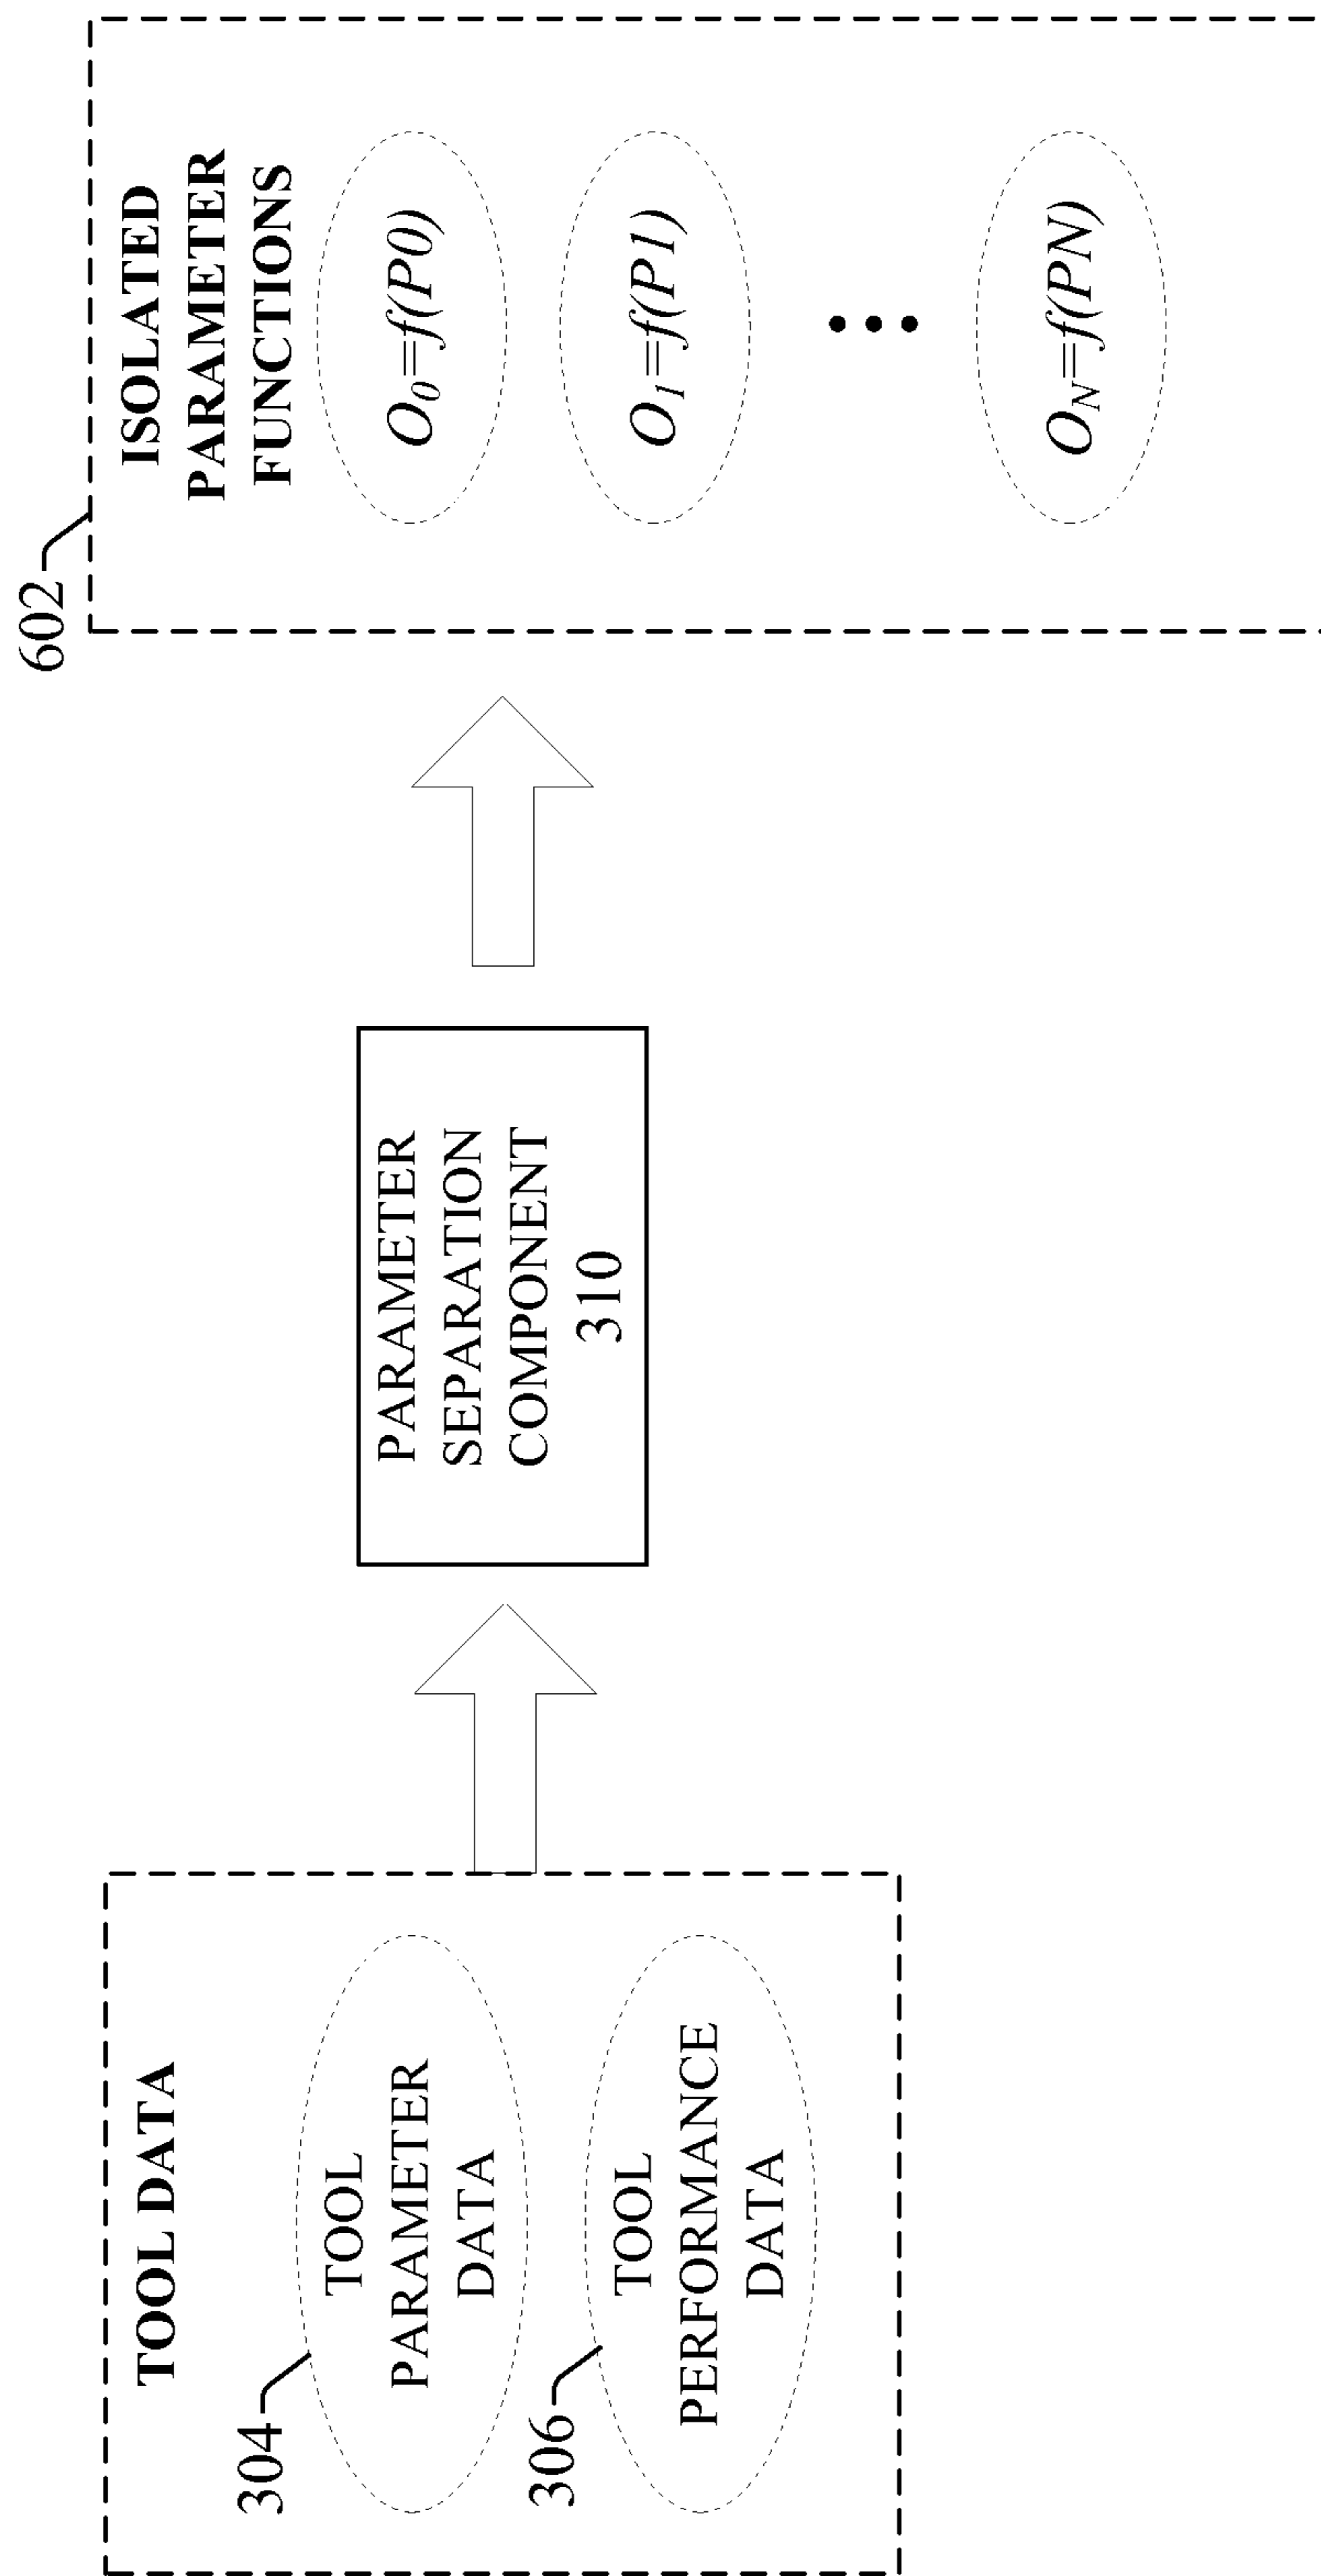 TOOL DATA
304
TOOL
PARAMETER
DATA
306
TOOL
PERFORMANCE
DATA
PARAMETER
SEPARATION
COMPONENT
310
602
ISOLATED
PARAMETER
FUNCTIONS
O₀=f(P0)
O₁=f(P1)
•••
O_N=f(PN)